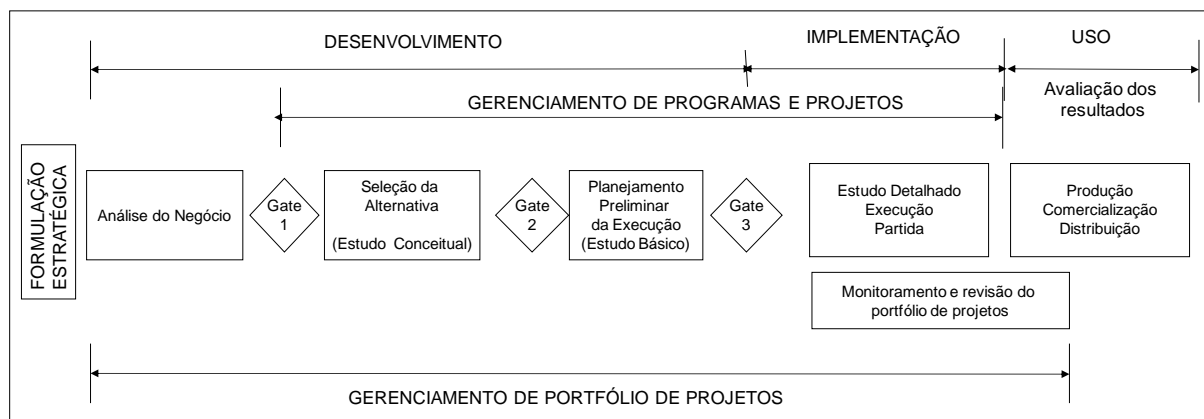 DESENVOLVIMENTO
IMPLEMENTAÇÃO
USO
GERENCIAMENTO DE PROGRAMAS E PROJETOS
Avaliação dos
resultados
FORMULAÇÃO
ESTRATÉGICA
Análise do Negócio
Gate
1
Seleção da
Alternativa
(Estudo Conceitual)
Gate
2
Planejamento
Preliminar
da Execução
(Estudo Básico)
Gate
3
Estudo Detalhado
Execução
Partida
Produção
Comercialização
Distribuição
Monitoramento e revisão do
portfólio de projetos
GERENCIAMENTO DE PORTFÓLIO DE PROJETOS